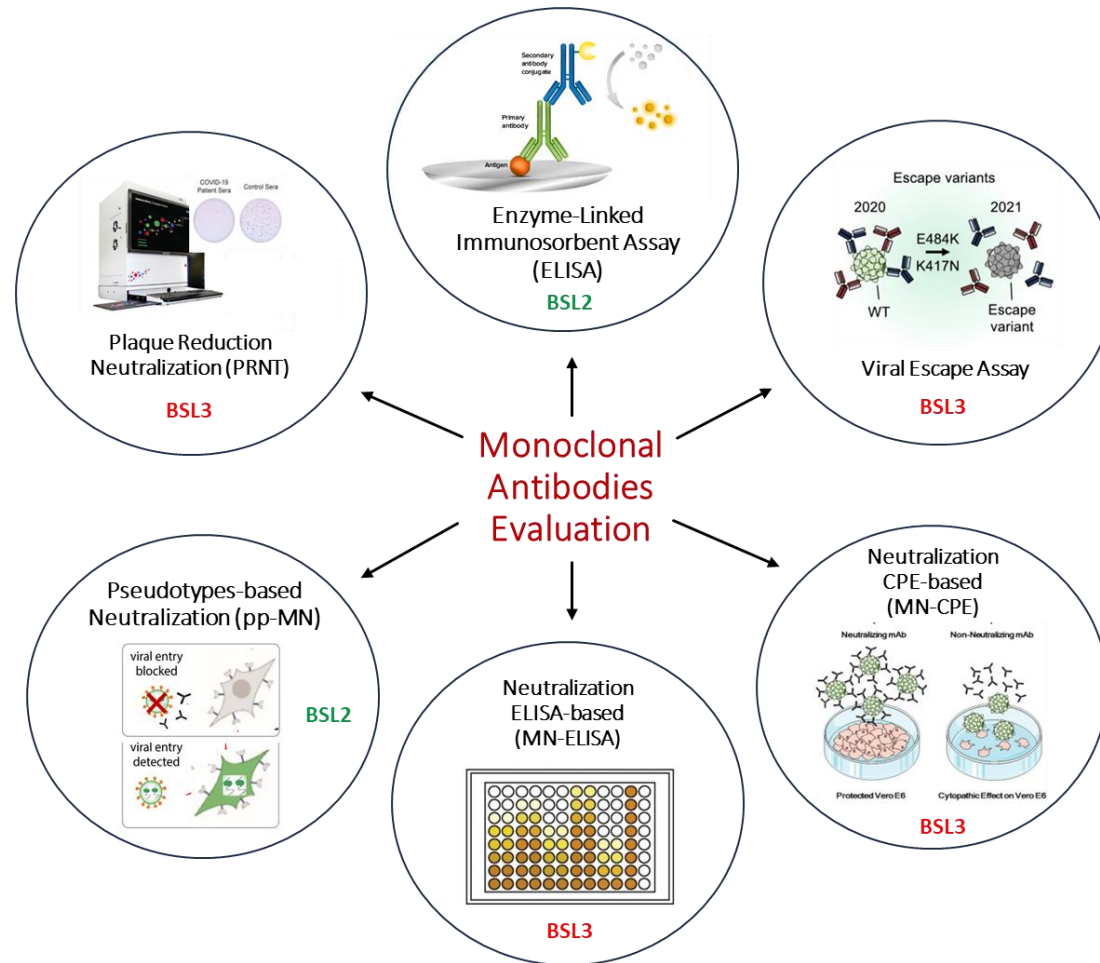 Secondary
antibody
conjugate
Primary
antibody
Antigen
Enzyme-Linked
Immunosorbent Assay
(ELISA)
BSL2
COVID-19
Patient Sera
Control Sera
Plaque Reduction
Neutralization (PRNT)
BSL3
Escape variants
2020
2021
E484K
K417N
WT
Escape
variant
Viral Escape Assay
BSL3
Monoclonal
Antibodies
Evaluation
Pseudotypes-based
Neutralization (pp-MN)
viral entry
blocked
BSL2
viral entry
detected
Neutralization
ELISA-based
(MN-ELISA)
BSL3
Neutralization
CPE-based
(MN-CPE)
Neutralizing mAb
Non-Neutralizing mAb
Protected Vero E6
Cytopathic Effect on Vero E6
BSL3